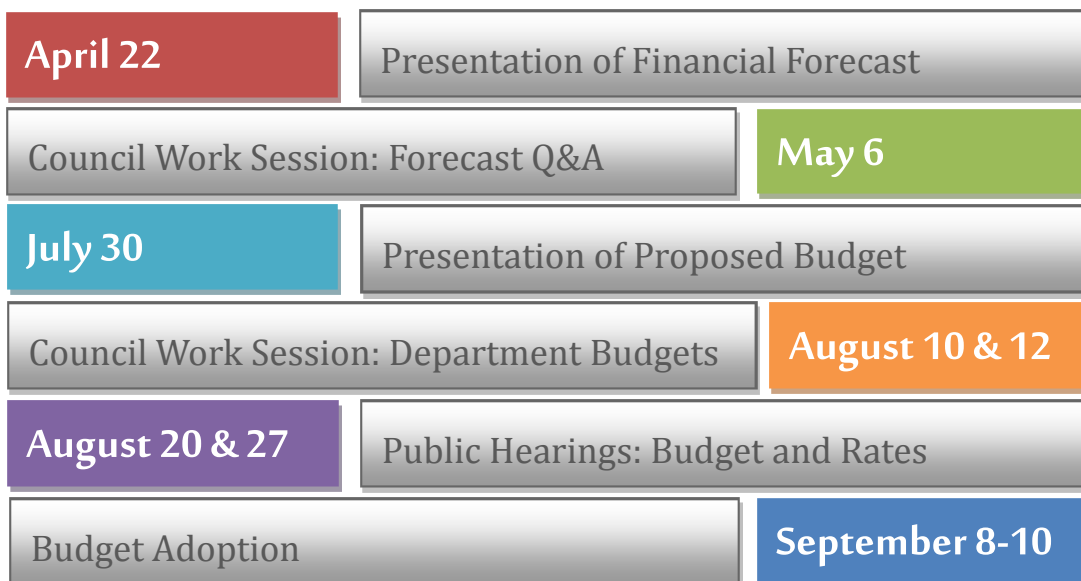 April 22
Presentation of Financial Forecast
Council Work Session: Forecast Q&A
May 6
July 30
Presentation of Proposed Budget
Council Work Session: Department Budgets
August 10 & 12
August 20 & 27
Public Hearings: Budget and Rates
Budget Adoption
September 8-10